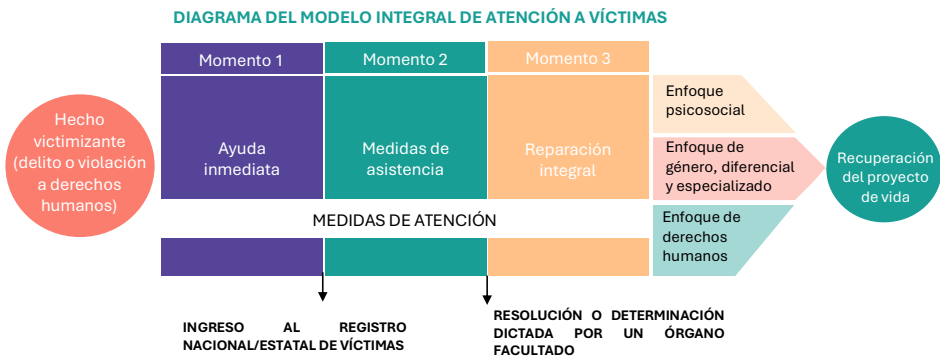 DIAGRAMA DEL MODELO INTEGRAL DE ATENCIÓN A VÍCTIMAS
Hecho
victimizante
(delito o violación
a derechos
humanos)
Momento 1
Momento 2
Momento 3
Ayuda
inmediata
Medidas de
asistencia
Reparación
integral
Enfoque
psicosocial
Enfoque de
género, diferencial
y especializado
Enfoque de
derechos
humanos
Recuperación
del proyecto
de vida
MEDIDAS DE ATENCIÓN
INGRESO AL REGISTRO
NACIONAL/ESTATAL DE VÍCTIMAS
RESOLUCIÓN O DETERMINACIÓN
DICTADA POR UN ÓRGANO
FACULTADO